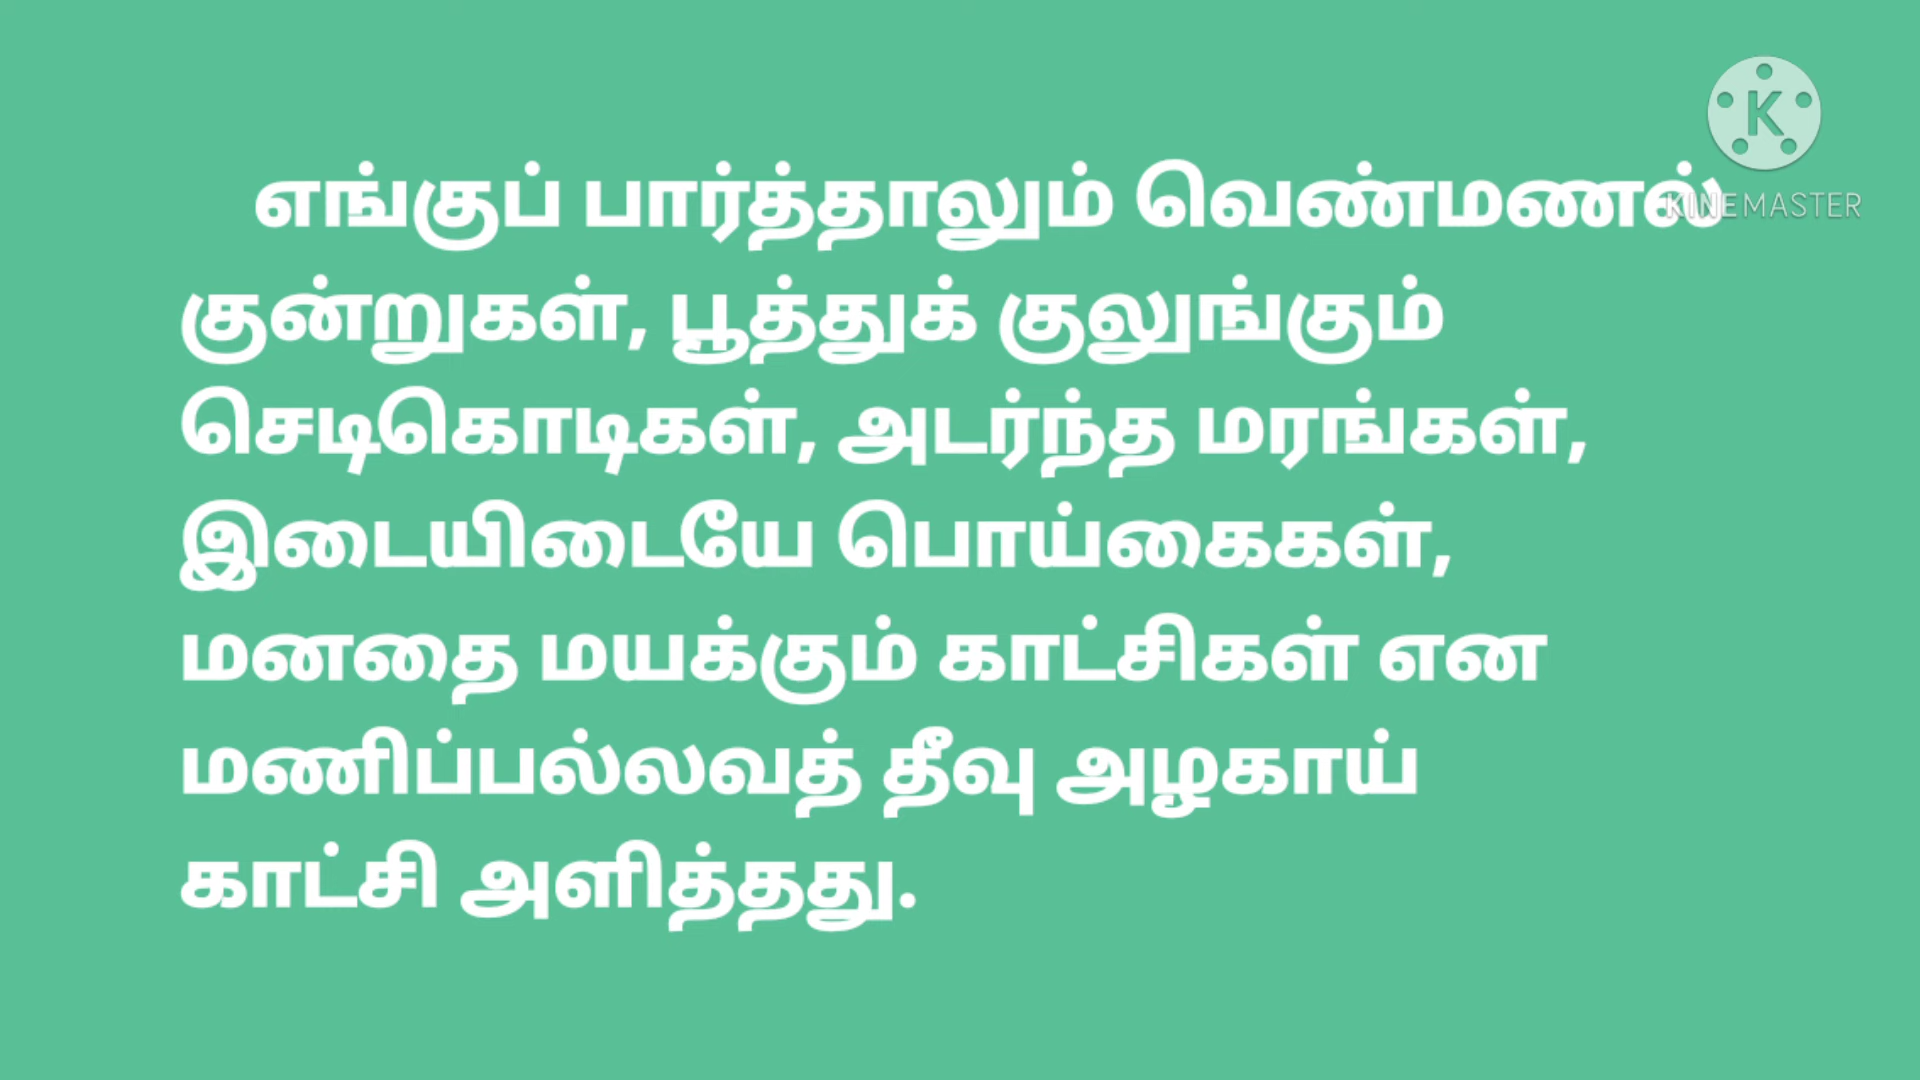 எங்குப் பார்த்தாலும் வெண்மணல்
குன்றுகள், பூத்துக் குலுங்கும்
செடிகொடிகள், அடர்ந்த மரங்கள்,
இடையிடையே பொய்கைகள்,
மனதை மயக்கும் காட்சிகள் என
மணிப்பல்லவத் தீவு அழகாய்
காட்சி அளித்தது.
K
KINEMASTER